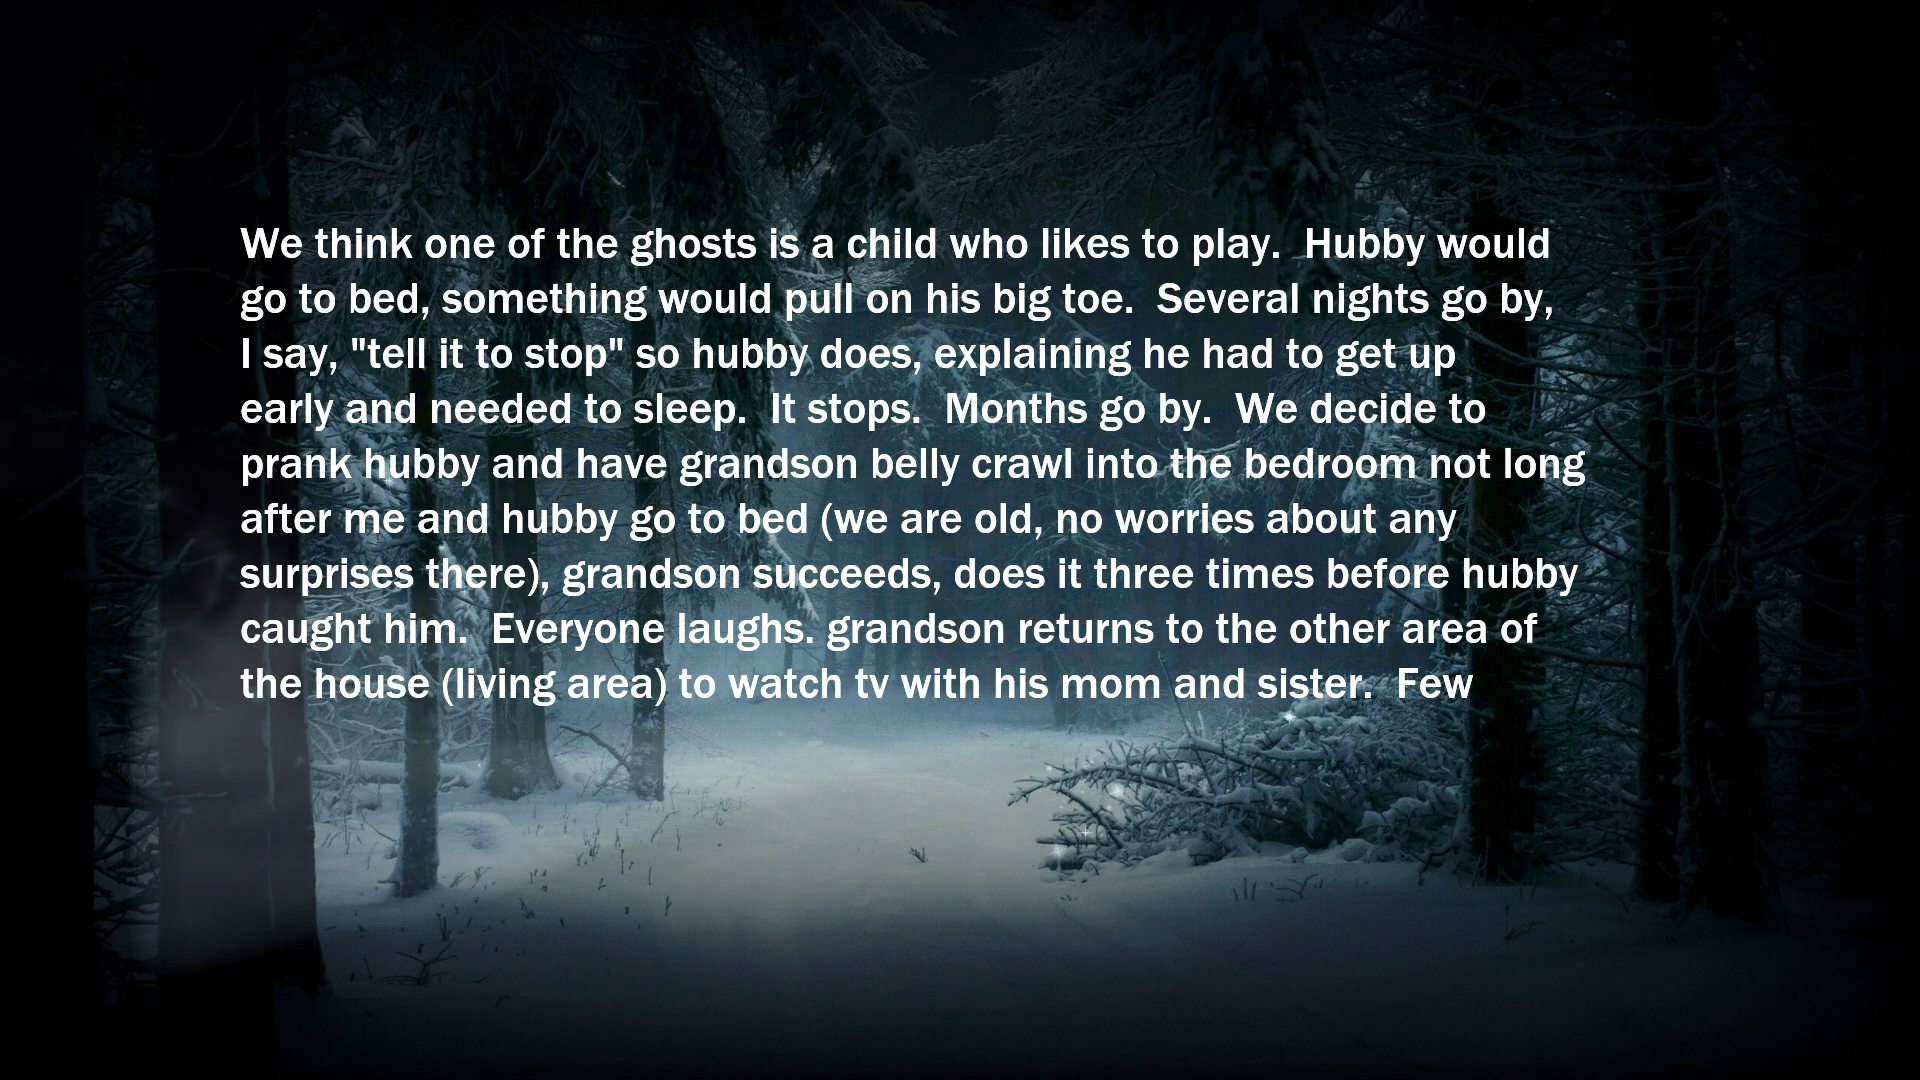 We think one of the ghosts is a child who likes to play.  Hubby would
go to bed, something would pull on his big toe.  Several nights go by,
I say, "tell it to stop" so hubby does, explaining he had to get up
early and needed to sleep.  It stops.  Months go by.  We decide to
prank hubby and have grandson belly crawl into the bedroom not long
after me and hubby go to bed (we are old, no worries about any
surprises there), grandson succeeds, does it three times before hubby
caught him.  Everyone laughs. grandson returns to the other area of
the house (living area) to watch tv with his mom and sister.  Few